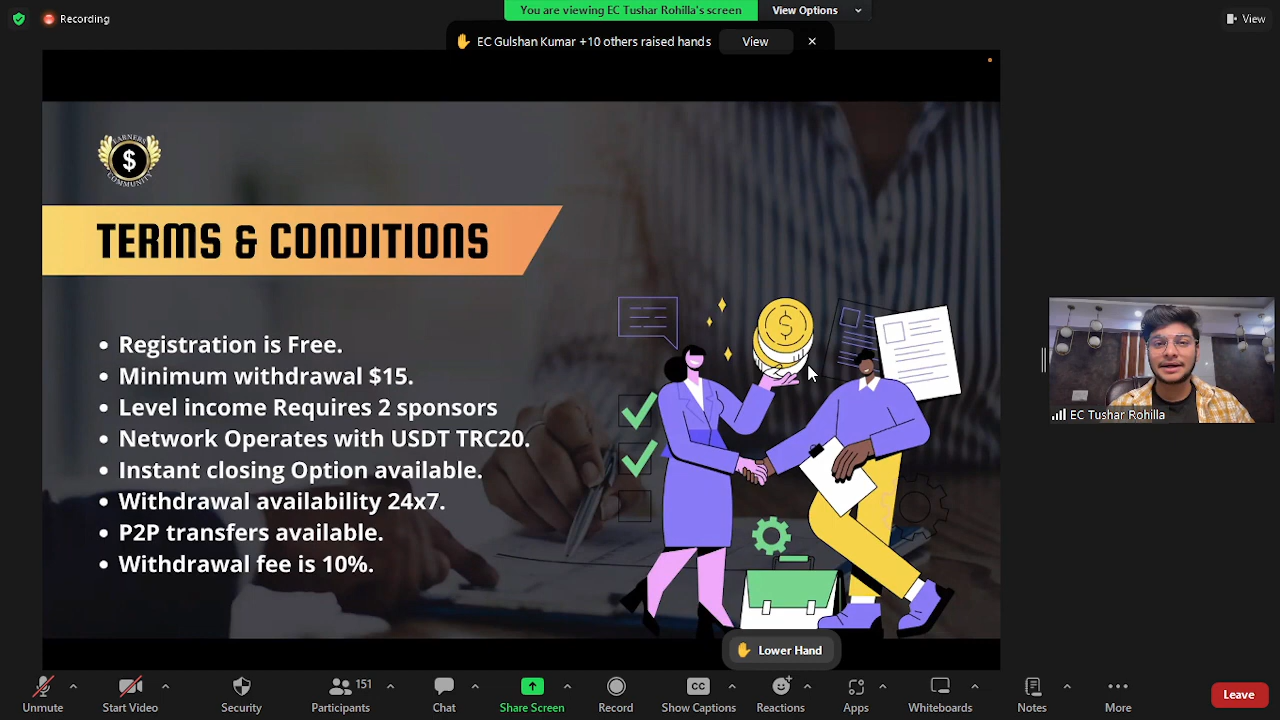 Recording
You are viewing EC Tushar Rohilla's screen
View Options
View
EC Gulshan Kumar +10 others raised hands
View
EARNERS
$
COMMUNITY
TERMS & CONDITIONS
Registration is Free.
Minimum withdrawal $15.
Level income Requires 2 sponsors
Network Operates with USDT TRC20.
Instant closing Option available.
Withdrawal availability 24x7.
P2P transfers available.
Withdrawal fee is 10%.
$
EC Tushar Rohilla
Lower Hand
151
CC
Unmute
Start Video
Security
Participants
Chat
Share Screen
Record
Show Captions
Reactions
Apps
Whiteboards
Notes
More
Leave